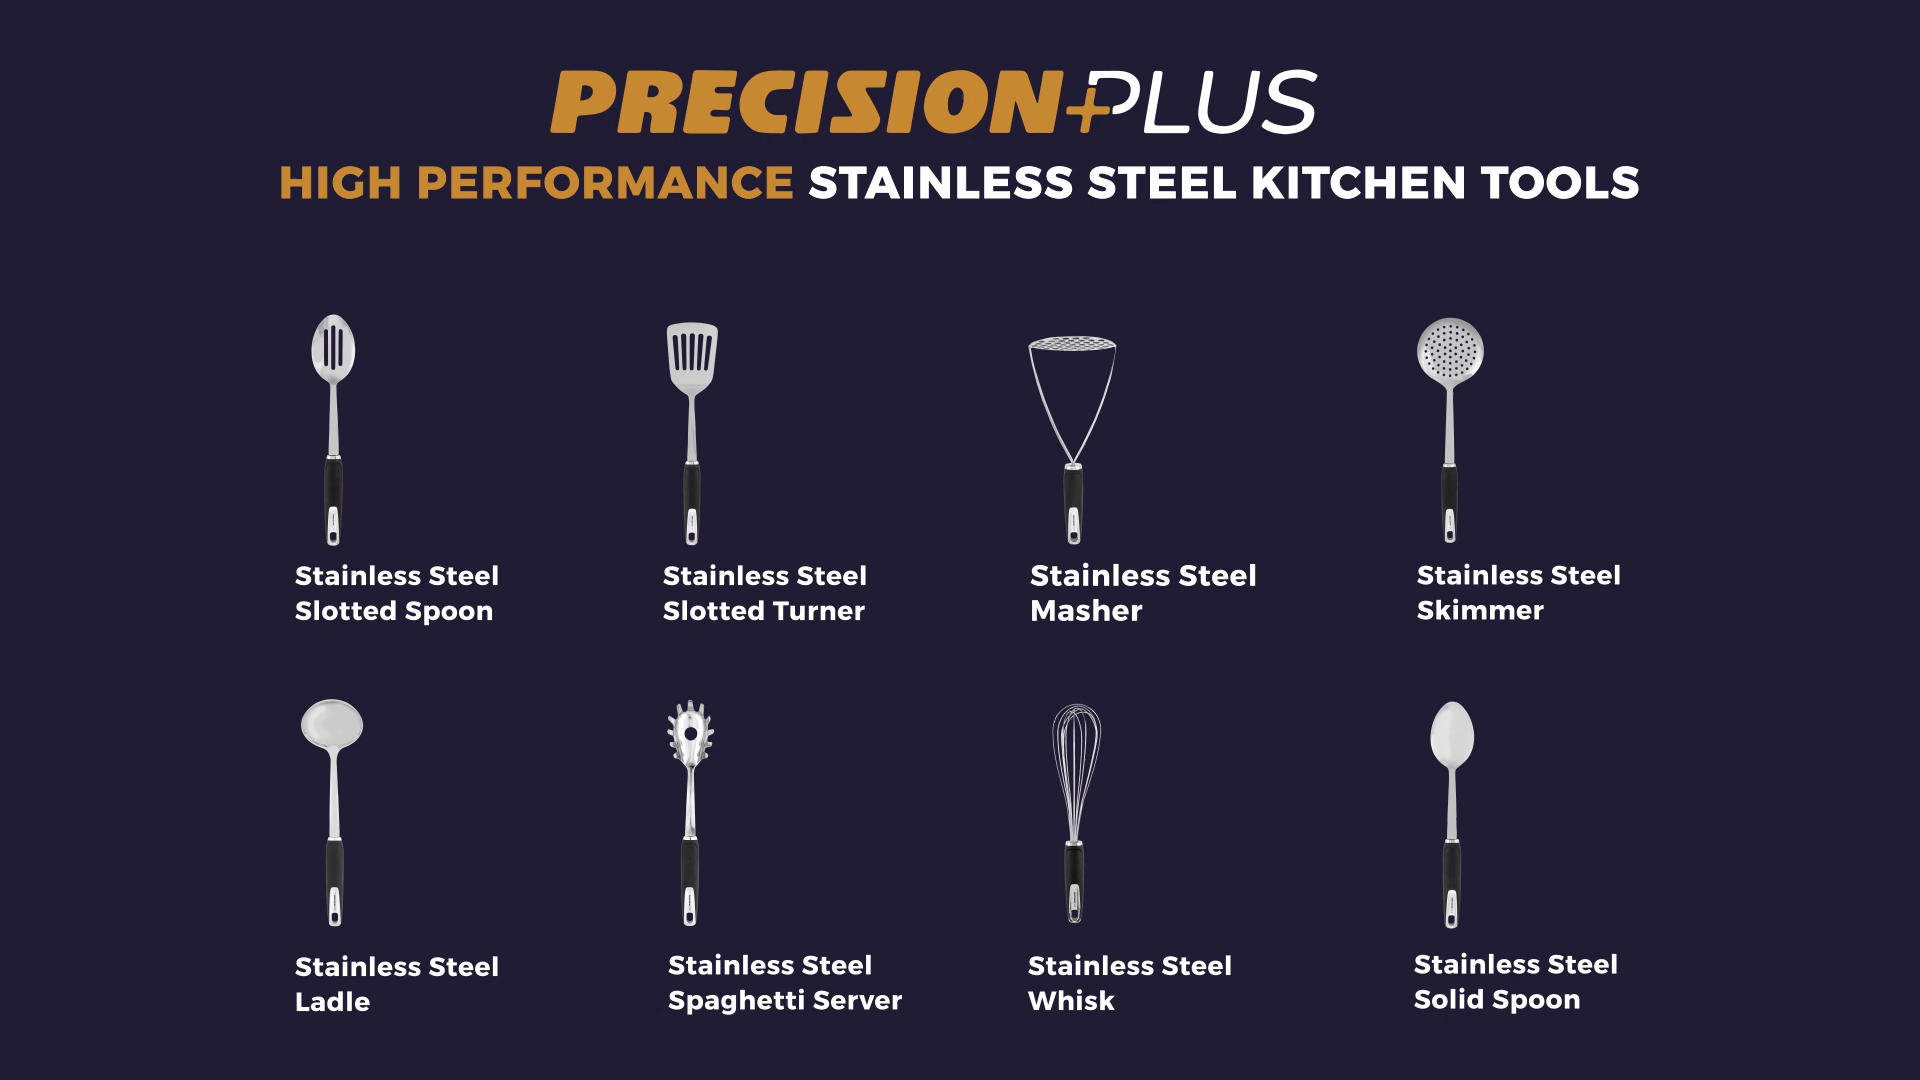 PRECISION+PLUS
HIGH PERFORMANCE STAINLESS STEEL KITCHEN TOOLS
Stainless Steel
Slotted Spoon
Stainless Steel
Slotted Turner
Stainless Steel
Masher
Stainless Steel
Skimmer
Stainless Steel
Ladle
Stainless Steel
Spaghetti Server
Stainless Steel
Whisk
Stainless Steel
Solid Spoon